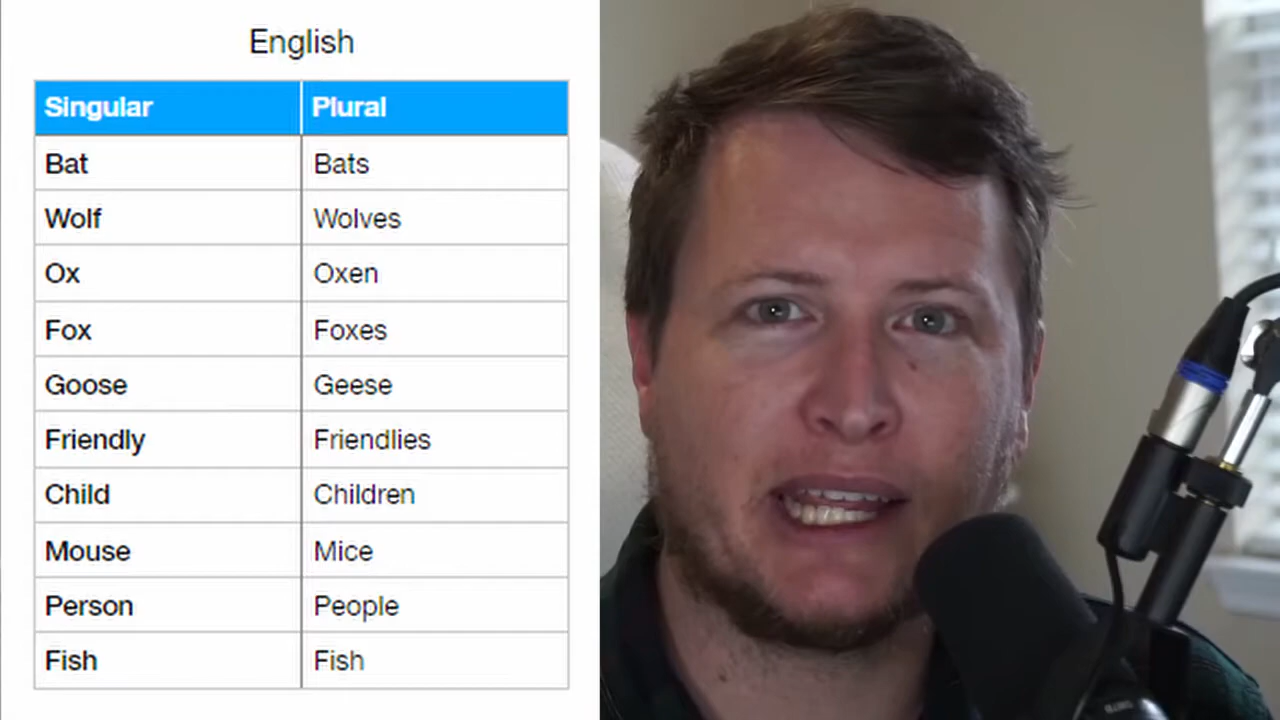 English
Singular Plural
Bat Bats
Wolf Wolves
Ox Oxen
Fox Foxes
Goose Geese
Friendly Friendlies
Child Children
Mouse Mice
Person People
Fish Fish